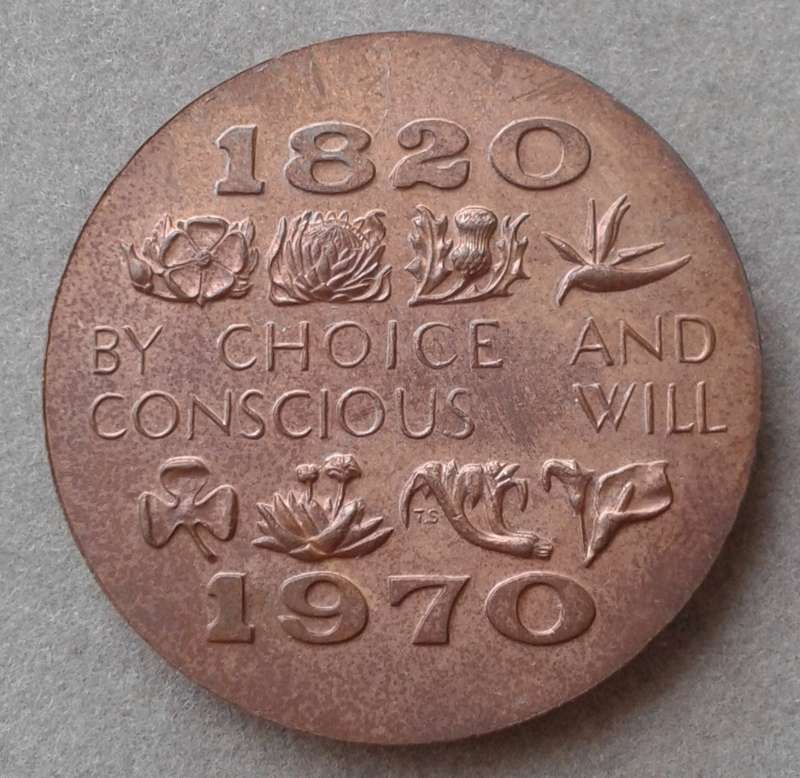 1820
BY CHOICE AND
CONSCIOUS WILL
T.S
1970